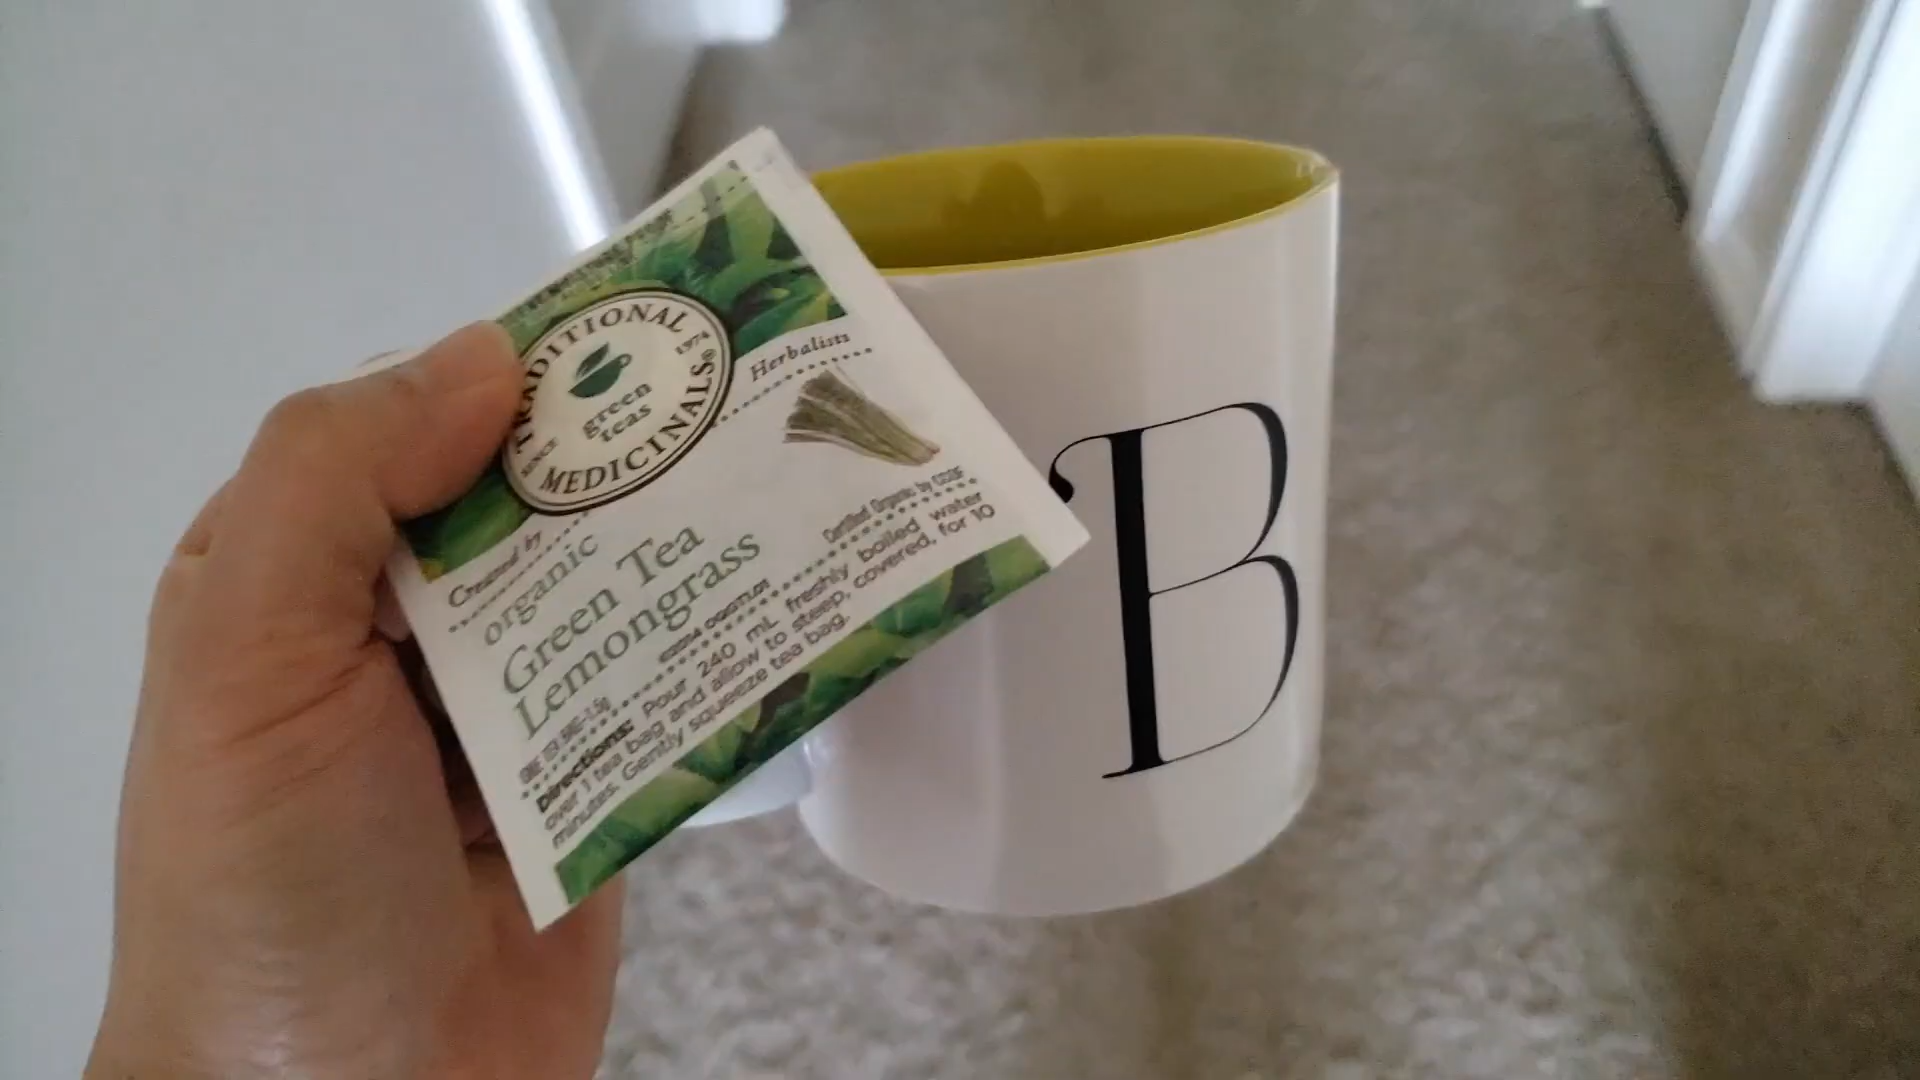 TRADITIONAL
SINCE
1974
green
teas
MEDICINALS®
Created by
Herbalists
organic
Green Tea
Lemongrass
Certified Organic by CCOF
Directions: Pour 240 mL freshly boiled water
over 1 tea bag and allow to steep, covered, for 10
minutes. Gently squeeze tea bag.
B